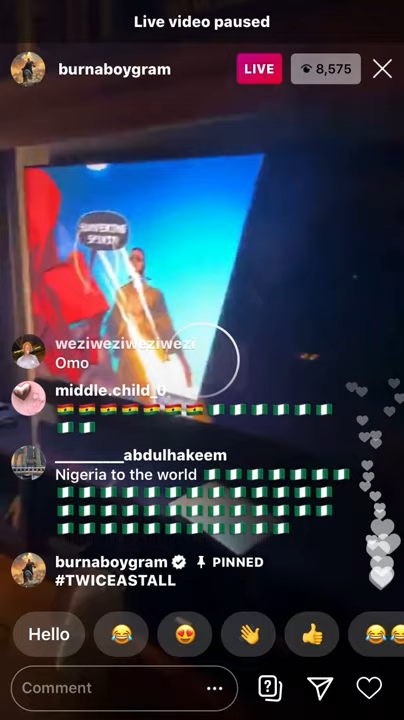 Live video paused
burnaboygram
LIVE
👁 8,575
weziweziweziwezi
Omo
middle.child_0
🇬🇭🇬🇭🇬🇭🇬🇭🇬🇭🇬🇭🇬🇭🇳🇬🇳🇬🇳🇬🇳🇬🇳🇬🇳🇬
🇳🇬🇳🇬
________abdulhakeem
Nigeria to the world 🇳🇬🇳🇬🇳🇬🇳🇬🇳🇬🇳🇬🇳🇬
🇳🇬🇳🇬🇳🇬🇳🇬🇳🇬🇳🇬🇳🇬🇳🇬🇳🇬🇳🇬🇳🇬🇳🇬🇳🇬
🇳🇬🇳🇬🇳🇬🇳🇬🇳🇬🇳🇬🇳🇬🇳🇬🇳🇬🇳🇬🇳🇬🇳🇬🇳🇬
🇳🇬🇳🇬🇳🇬🇳🇬🇳🇬🇳🇬🇳🇬🇳🇬🇳🇬🇳🇬🇳🇬
burnaboygram PINNED
#TWICEASTALL
Hello 😂 😍 👋 👍 😂😂
Comment ...